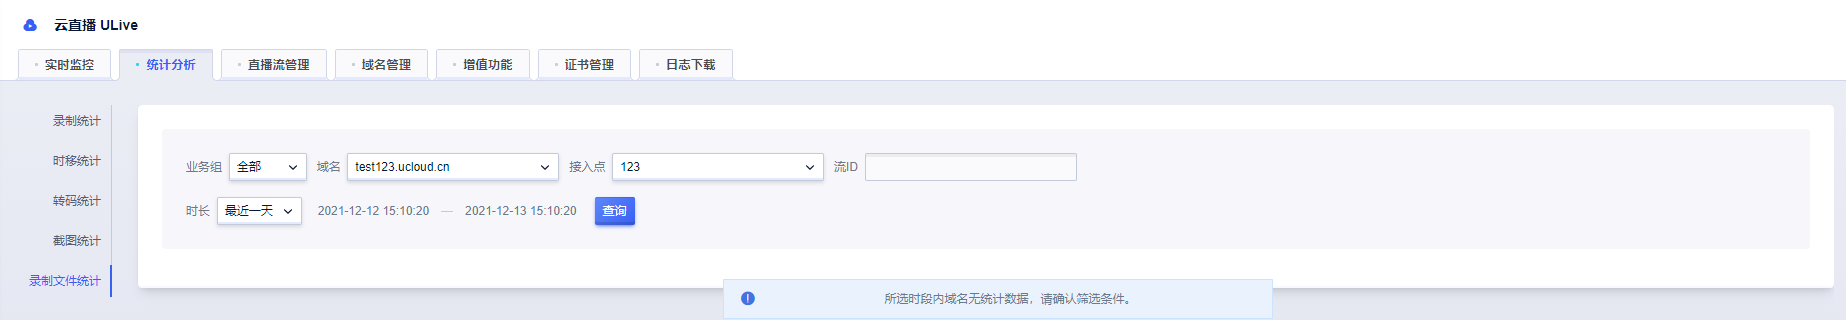 云直播 ULive
实时监控 统计分析 直播流管理 域名管理 增值功能 证书管理 日志下载
录制统计
时移统计
转码统计
截图统计
录制文件统计
业务组 全部 域名 test123.ucloud.cn 接入点 123 流ID
时长 最近一天 2021-12-12 15:10:20 — 2021-12-13 15:10:20 查询
所选时段内域名无统计数据，请确认筛选条件。